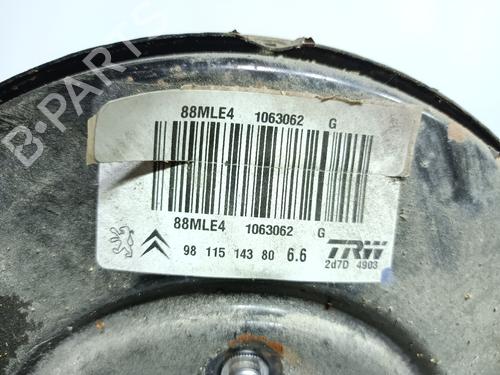 88MLE4 1063062 G
88MLE4 1063062 G
98 115 143 80 6.6
TRW
2d7D 4903
B-PARTS